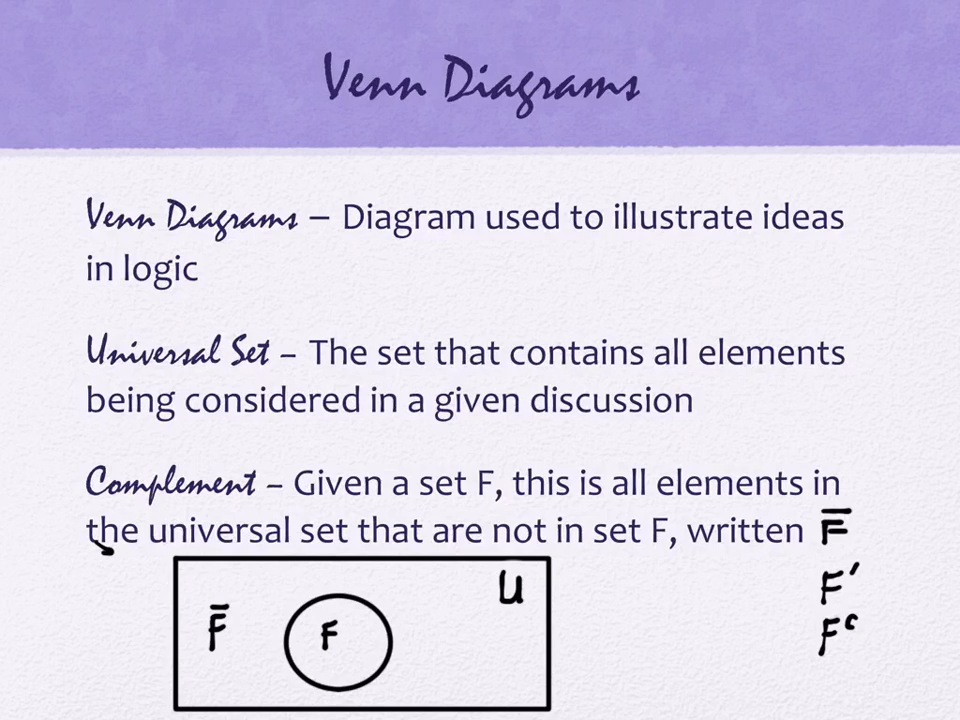 Venn Diagrams
Venn Diagrams – Diagram used to illustrate ideas
in logic
Universal Set – The set that contains all elements
being considered in a given discussion
Complement – Given a set F, this is all elements in
the universal set that are not in set F, written F̅
F′
Fᶜ
U
F̅
F